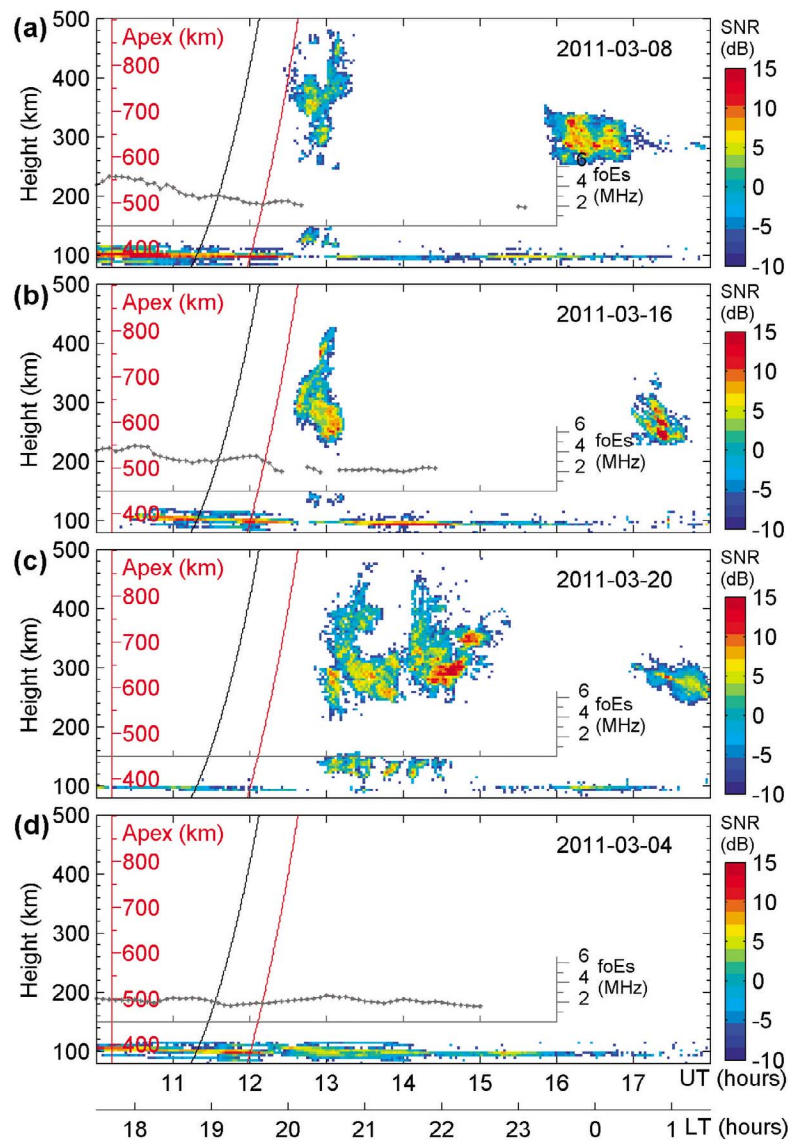 (a)
500
400
300
200
100
Height (km)
Apex (km)
800
700
600
500
400
2011-03-08
6
4
2
foEs
(MHz)
SNR
(dB)
15
10
5
0
-5
-10
(b)
500
400
300
200
100
Height (km)
Apex (km)
800
700
600
500
400
2011-03-16
6
4
2
foEs
(MHz)
SNR
(dB)
15
10
5
0
-5
-10
(c)
500
400
300
200
100
Height (km)
Apex (km)
800
700
600
500
400
2011-03-20
6
4
2
foEs
(MHz)
SNR
(dB)
15
10
5
0
-5
-10
(d)
500
400
300
200
100
Height (km)
Apex (km)
800
700
600
500
400
2011-03-04
6
4
2
foEs
(MHz)
SNR
(dB)
15
10
5
0
-5
-10
11 12 13 14 15 16 17 UT (hours)
18 19 20 21 22 23 0 1 LT (hours)